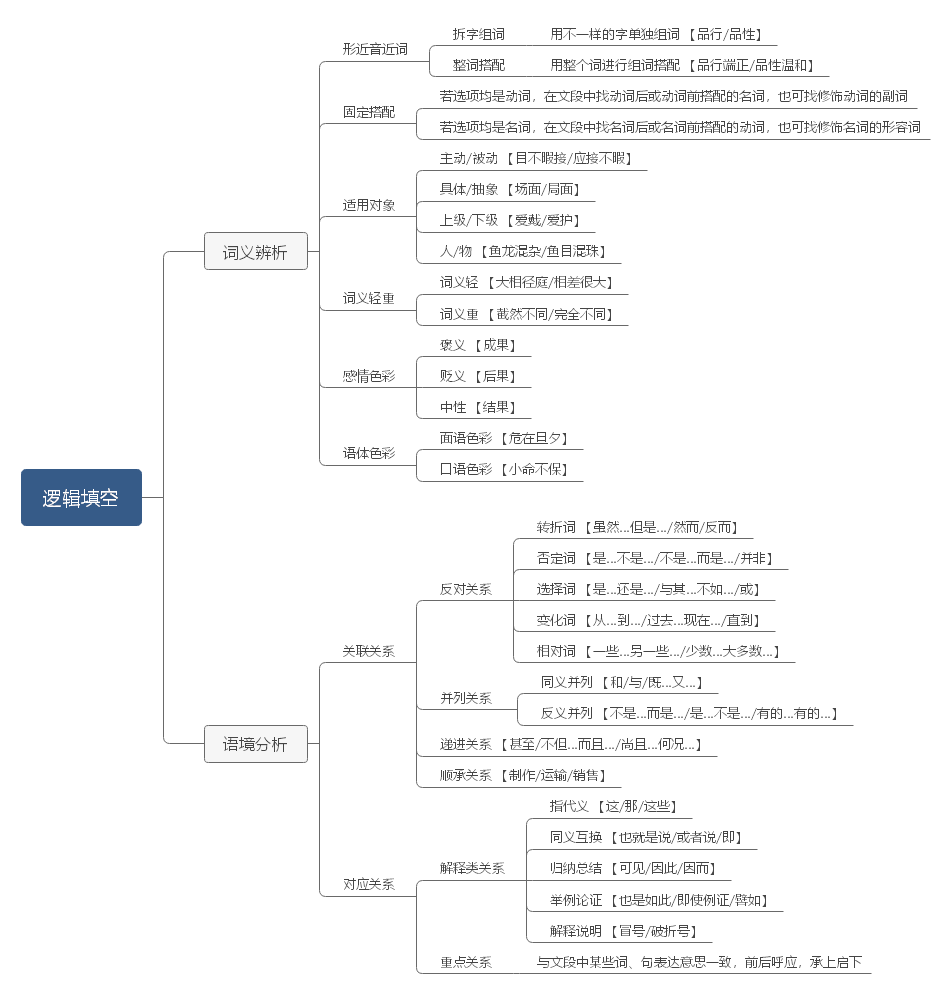 逻辑填空
词义辨析
形近音近词
拆字组词
用不一样的字单独组词 【品行/品性】
整词搭配
用整个词进行组词搭配 【品行端正/品性温和】
固定搭配
若选项均是动词，在文段中找动词后或动词前搭配的名词，也可找修饰动词的副词
若选项均是名词，在文段中找名词后或名词前搭配的动词，也可找修饰名词的形容词
适用对象
主动/被动 【目不暇接/应接不暇】
具体/抽象 【场面/局面】
上级/下级 【爱戴/爱护】
人/物 【鱼龙混杂/鱼目混珠】
词义轻重
词义轻 【大相径庭/相差很大】
词义重 【截然不同/完全不同】
感情色彩
褒义 【成果】
贬义 【后果】
中性 【结果】
语体色彩
面语色彩 【危在旦夕】
口语色彩 【小命不保】
语境分析
关联关系
反对关系
转折词 【虽然...但是.../然而/反而】
否定词 【是...不是.../不是...而是.../并非】
选择词 【是...还是.../与其...不如.../或】
变化词 【从...到.../过去...现在.../直到】
相对词 【一些...另一些.../少数...大多数...】
并列关系
同义并列 【和/与/既...又...】
反义并列 【不是...而是.../是...不是.../有的...有的...】
递进关系 【甚至/不但...而且.../尚且...何况...】
顺承关系 【制作/运输/销售】
对应关系
解释类关系
指代义 【这/那/这些】
同义互换 【也就是说/或者说/即】
归纳总结 【可见/因此/因而】
举例论证 【也是如此/即使例证/譬如】
解释说明 【冒号/破折号】
重点关系
与文段中某些词、句表达意思一致，前后呼应，承上启下